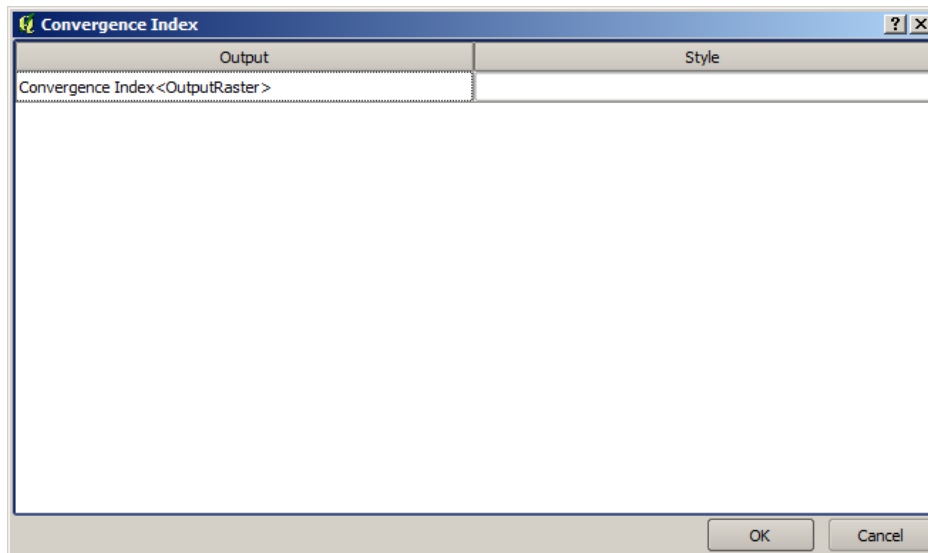 Convergence Index
Output Style
Convergence Index<OutputRaster>
OK Cancel